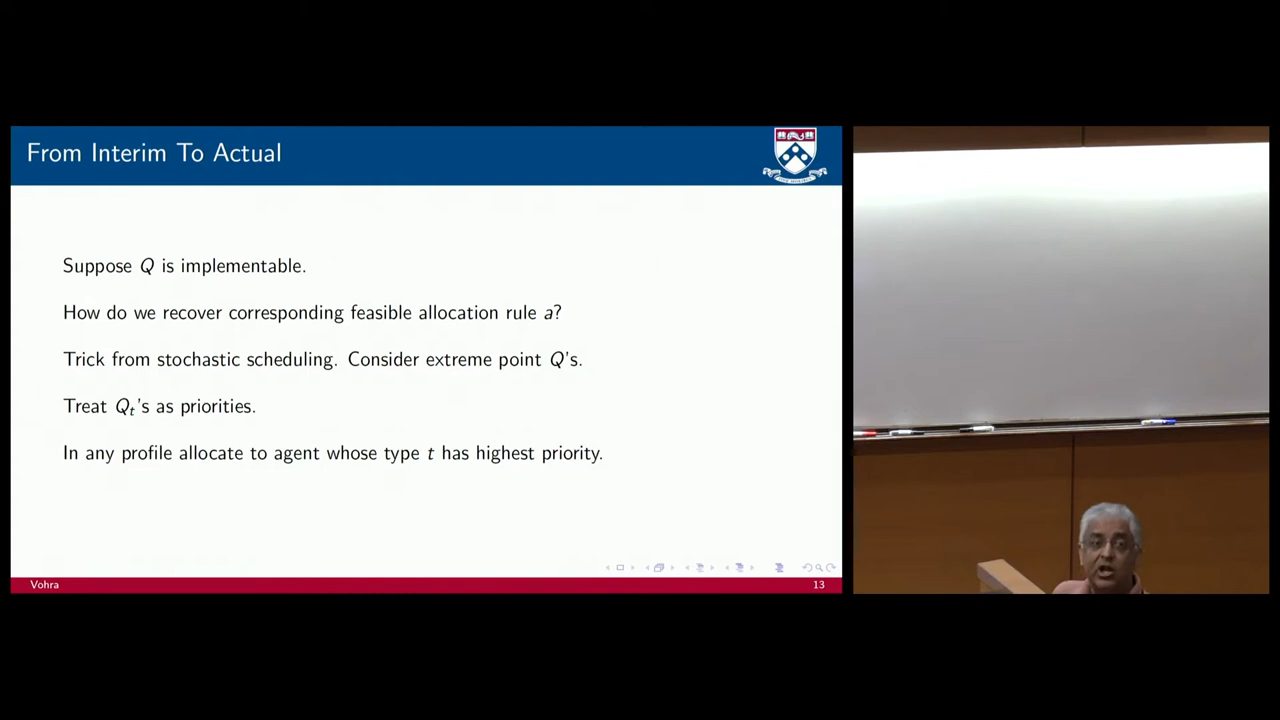 From Interim To Actual
Suppose Q is implementable.
How do we recover corresponding feasible allocation rule a?
Trick from stochastic scheduling. Consider extreme point Q's.
Treat Qₜ's as priorities.
In any profile allocate to agent whose type t has highest priority.
Vohra
13